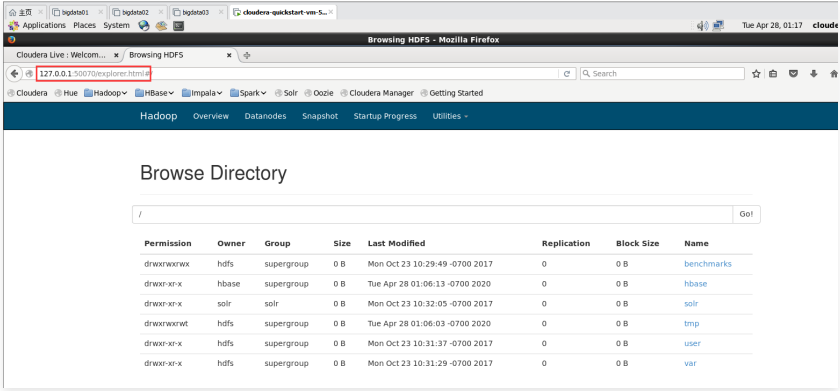 主页 bigdata01 bigdata02 bigdata03 cloudera-quickstart-vm-5...
Applications Places System Tue Apr 28, 01:17 cloude
Browsing HDFS - Mozilla Firefox
Cloudera Live : Welcom... Browsing HDFS
127.0.0.1:50070/explorer.html#/ Search
Cloudera Hue Hadoop HBase Impala Spark Solr Oozie Cloudera Manager Getting Started
Hadoop Overview Datanodes Snapshot Startup Progress Utilities
Browse Directory
/ Go!
Permission Owner Group Size Last Modified Replication Block Size Name
drwxrwxrwx hdfs supergroup 0 B Mon Oct 23 10:29:49 -0700 2017 0 0 B benchmarks
drwxr-xr-x hbase supergroup 0 B Tue Apr 28 01:06:13 -0700 2020 0 0 B hbase
drwxr-xr-x solr solr 0 B Mon Oct 23 10:32:05 -0700 2017 0 0 B solr
drwxrwxrwt hdfs supergroup 0 B Tue Apr 28 01:06:03 -0700 2020 0 0 B tmp
drwxr-xr-x hdfs supergroup 0 B Mon Oct 23 10:31:37 -0700 2017 0 0 B user
drwxr-xr-x hdfs supergroup 0 B Mon Oct 23 10:31:29 -0700 2017 0 0 B var